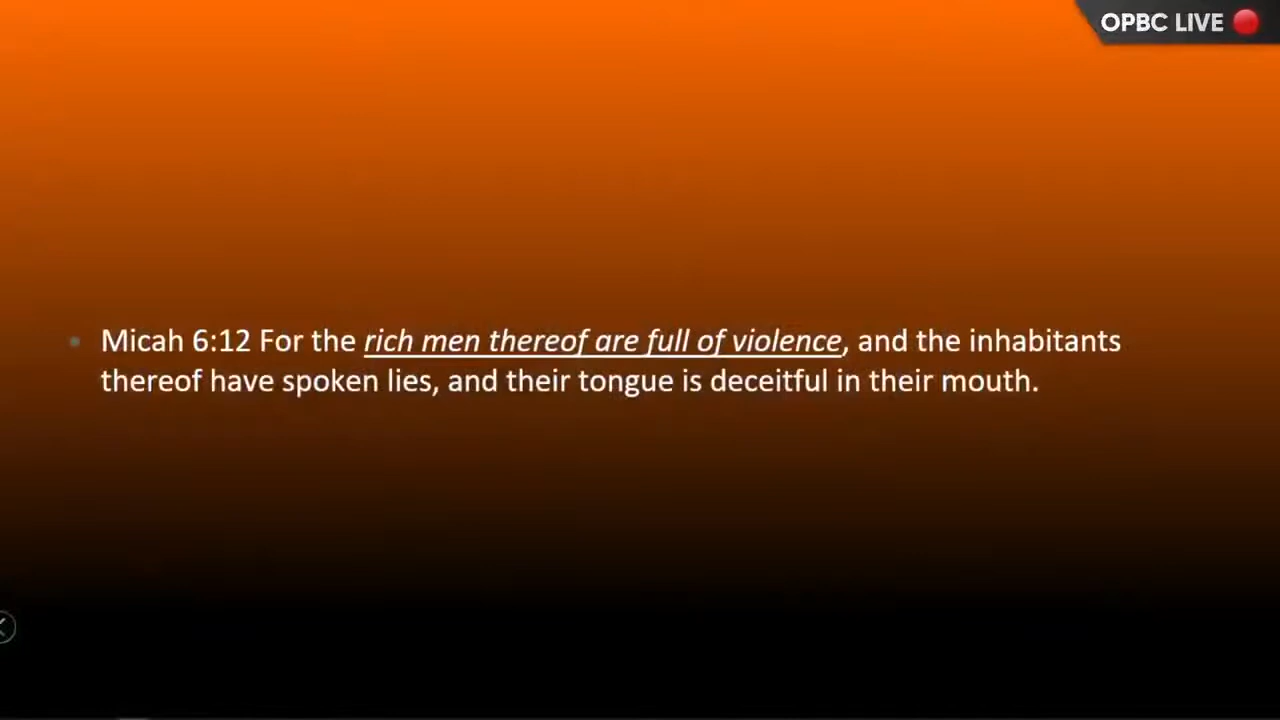 OPBC LIVE
Micah 6:12 For the rich men thereof are full of violence, and the inhabitants
thereof have spoken lies, and their tongue is deceitful in their mouth.